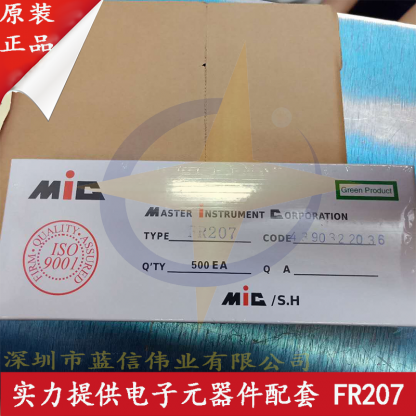 原装
正品
MIC
Green Product
MASTER INSTRUMENT CORPORATION
TYPE FR207 CODE
FIRM QUALITY ASSURED
ISO
9001
Q'TY 500 EA Q A
MIC /S.H
深圳市蓝信伟业有限公司
实力提供电子元器件配套 FR207